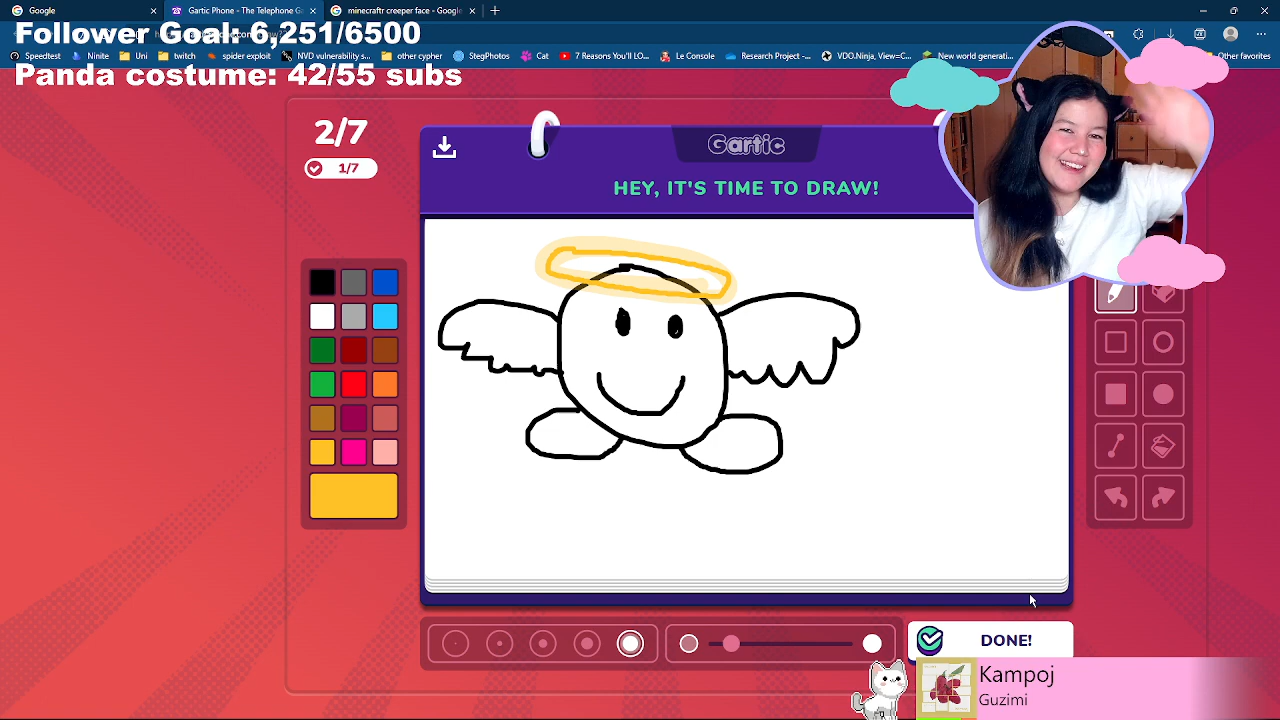 Google
Gartic Phone - The Telephone Ga
minecraftr creeper face - Google
Follower Goal: 6,251/6500
Speedtest
Ninite
Uni
twitch
spider exploit
NVD vulnerability s...
other cypher
StegPhotos
Cat
7 Reasons You'll LO...
Le Console
Research Project -...
VDO.Ninja, View=C...
New world generati...
Other favorites
Panda costume: 42/55 subs
2/7
1/7
Gartic
HEY, IT'S TIME TO DRAW!
DONE!
Kampoj
Guzimi